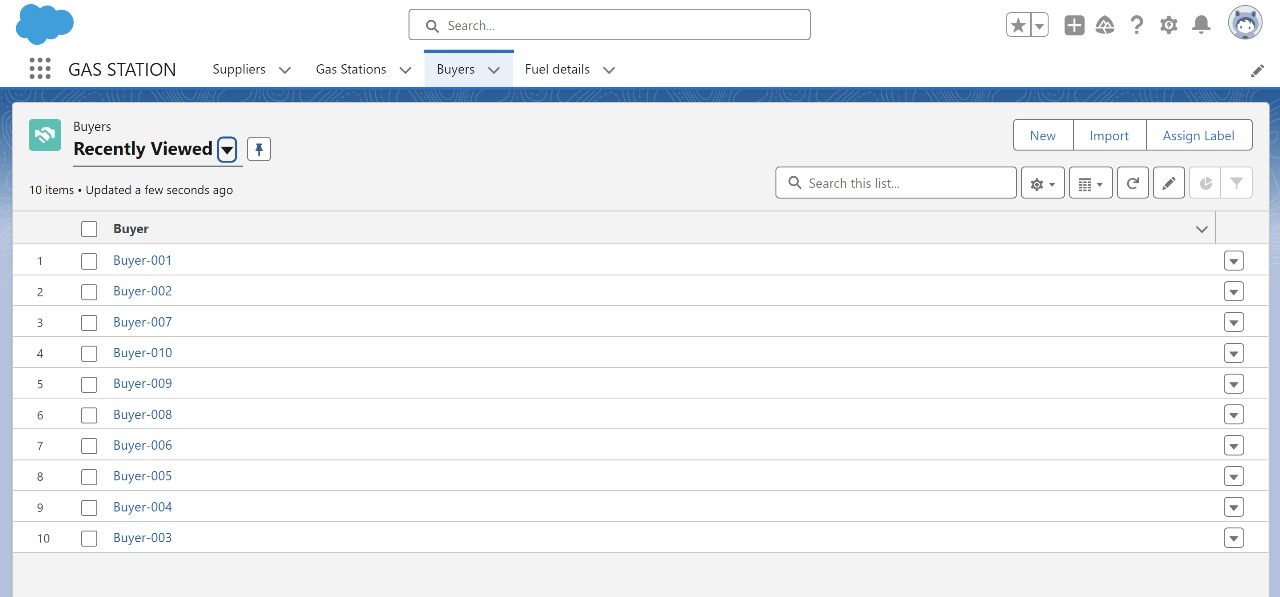 Search...
GAS STATION Suppliers Gas Stations Buyers Fuel details
Buyers
Recently Viewed
New Import Assign Label
10 items • Updated a few seconds ago
Search this list...
Buyer
1 Buyer-001
2 Buyer-002
3 Buyer-007
4 Buyer-010
5 Buyer-009
6 Buyer-008
7 Buyer-006
8 Buyer-005
9 Buyer-004
10 Buyer-003